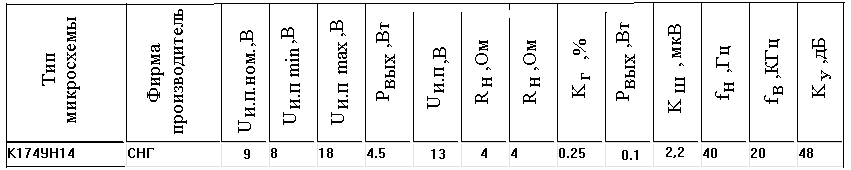 Тип
микросхемы
Фирма
производитель
Uи.п.ном.,В
Uи.п min ,В
Uи.п max ,В
Pвых ,Вт
Uи.п,В
Rн ,Ом
Rн ,Ом
Kг ,%
Pвых ,Вт
Кш ,мкВ
fн ,Гц
fв ,КГц
Kу ,дБ
К174УН14 СНГ 9 8 18 4.5 13 4 4 0.25 0.1 2,2 40 20 48